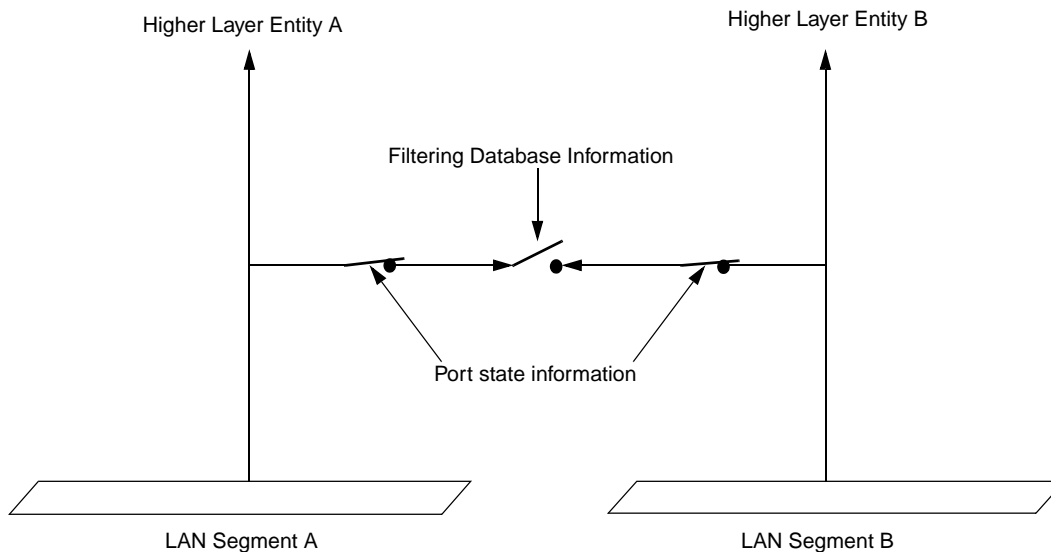 Higher Layer Entity A
Higher Layer Entity B
Filtering Database Information
Port state information
LAN Segment A
LAN Segment B